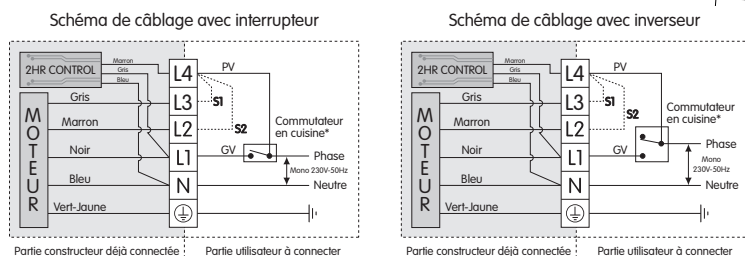 Schéma de câblage avec interrupteur
Marron
2HR CONTROL
Gris
Bleu
L4
PV
Gris
L3
S1
Marron
L2
S2
Commutateur
en cuisine*
Noir
L1
GV
Phase
Mono 230V-50Hz
Bleu
N
Neutre
Vert-Jaune
MOTEUR
Partie constructeur déjà connectée
Partie utilisateur à connecter
Schéma de câblage avec inverseur
Marron
2HR CONTROL
Gris
Bleu
L4
PV
Gris
L3
S1
Marron
L2
S2
Commutateur
en cuisine*
Noir
L1
GV
Phase
Mono
230V-50Hz
Bleu
N
Neutre
Vert-Jaune
MOTEUR
Partie constructeur déjà connectée
Partie utilisateur à connecter